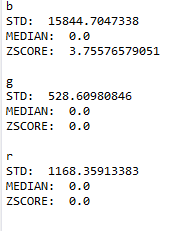 b
STD:  15844.7047338
MEDIAN:  0.0
ZSCORE:  3.75576579051

g
STD:  528.60980846
MEDIAN:  0.0
ZSCORE:  0.0

r
STD:  1168.35913383
MEDIAN:  0.0
ZSCORE:  0.0